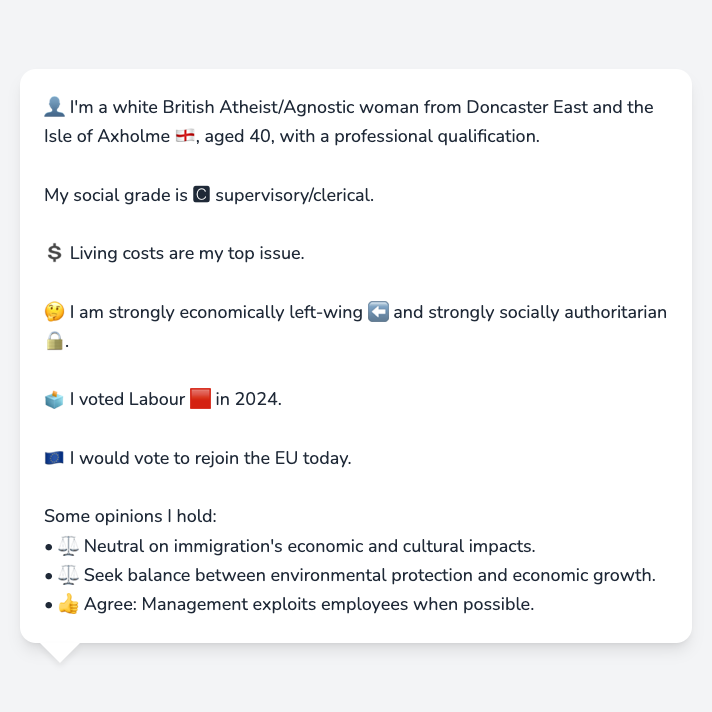 👤 I'm a white British Atheist/Agnostic woman from Doncaster East and the
Isle of Axholme 🏴󠁧󠁢󠁥󠁮󠁧󠁿, aged 40, with a professional qualification.
My social grade is 🅲 supervisory/clerical.
💲 Living costs are my top issue.
🤔 I am strongly economically left-wing ⬅️ and strongly socially authoritarian
🔒.
🗳️ I voted Labour 🟥 in 2024.
🇪🇺 I would vote to rejoin the EU today.
Some opinions I hold:
• ⚖️ Neutral on immigration's economic and cultural impacts.
• ⚖️ Seek balance between environmental protection and economic growth.
• 👍 Agree: Management exploits employees when possible.